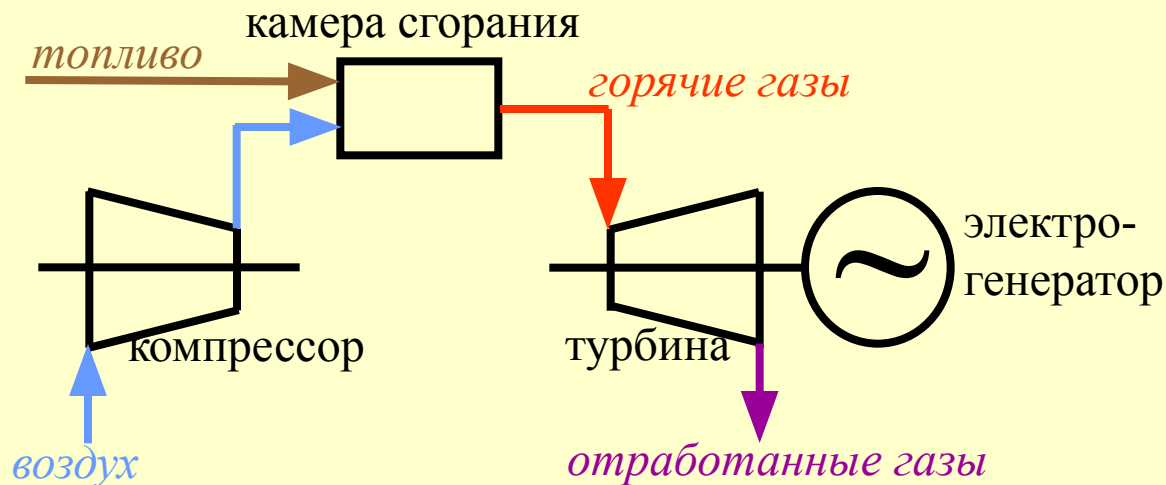 камера сгорания
топливо
горячие газы
электро-
генератор
компрессор
турбина
воздух
отработанные газы